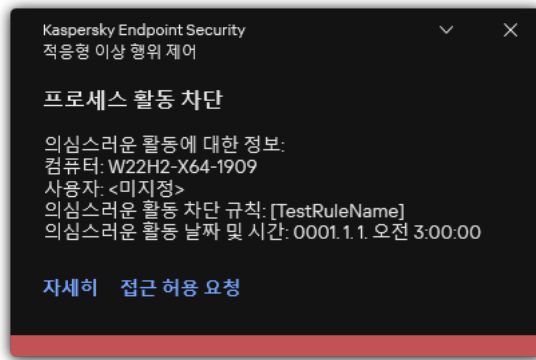 Kaspersky Endpoint Security
적응형 이상 행위 제어
프로세스 활동 차단
의심스러운 활동에 대한 정보:
컴퓨터: W22H2-X64-1909
사용자: <미지정>
의심스러운 활동 차단 규칙: [TestRuleName]
의심스러운 활동 날짜 및 시간: 0001. 1. 1. 오전 3:00:00
자세히 접근 허용 요청